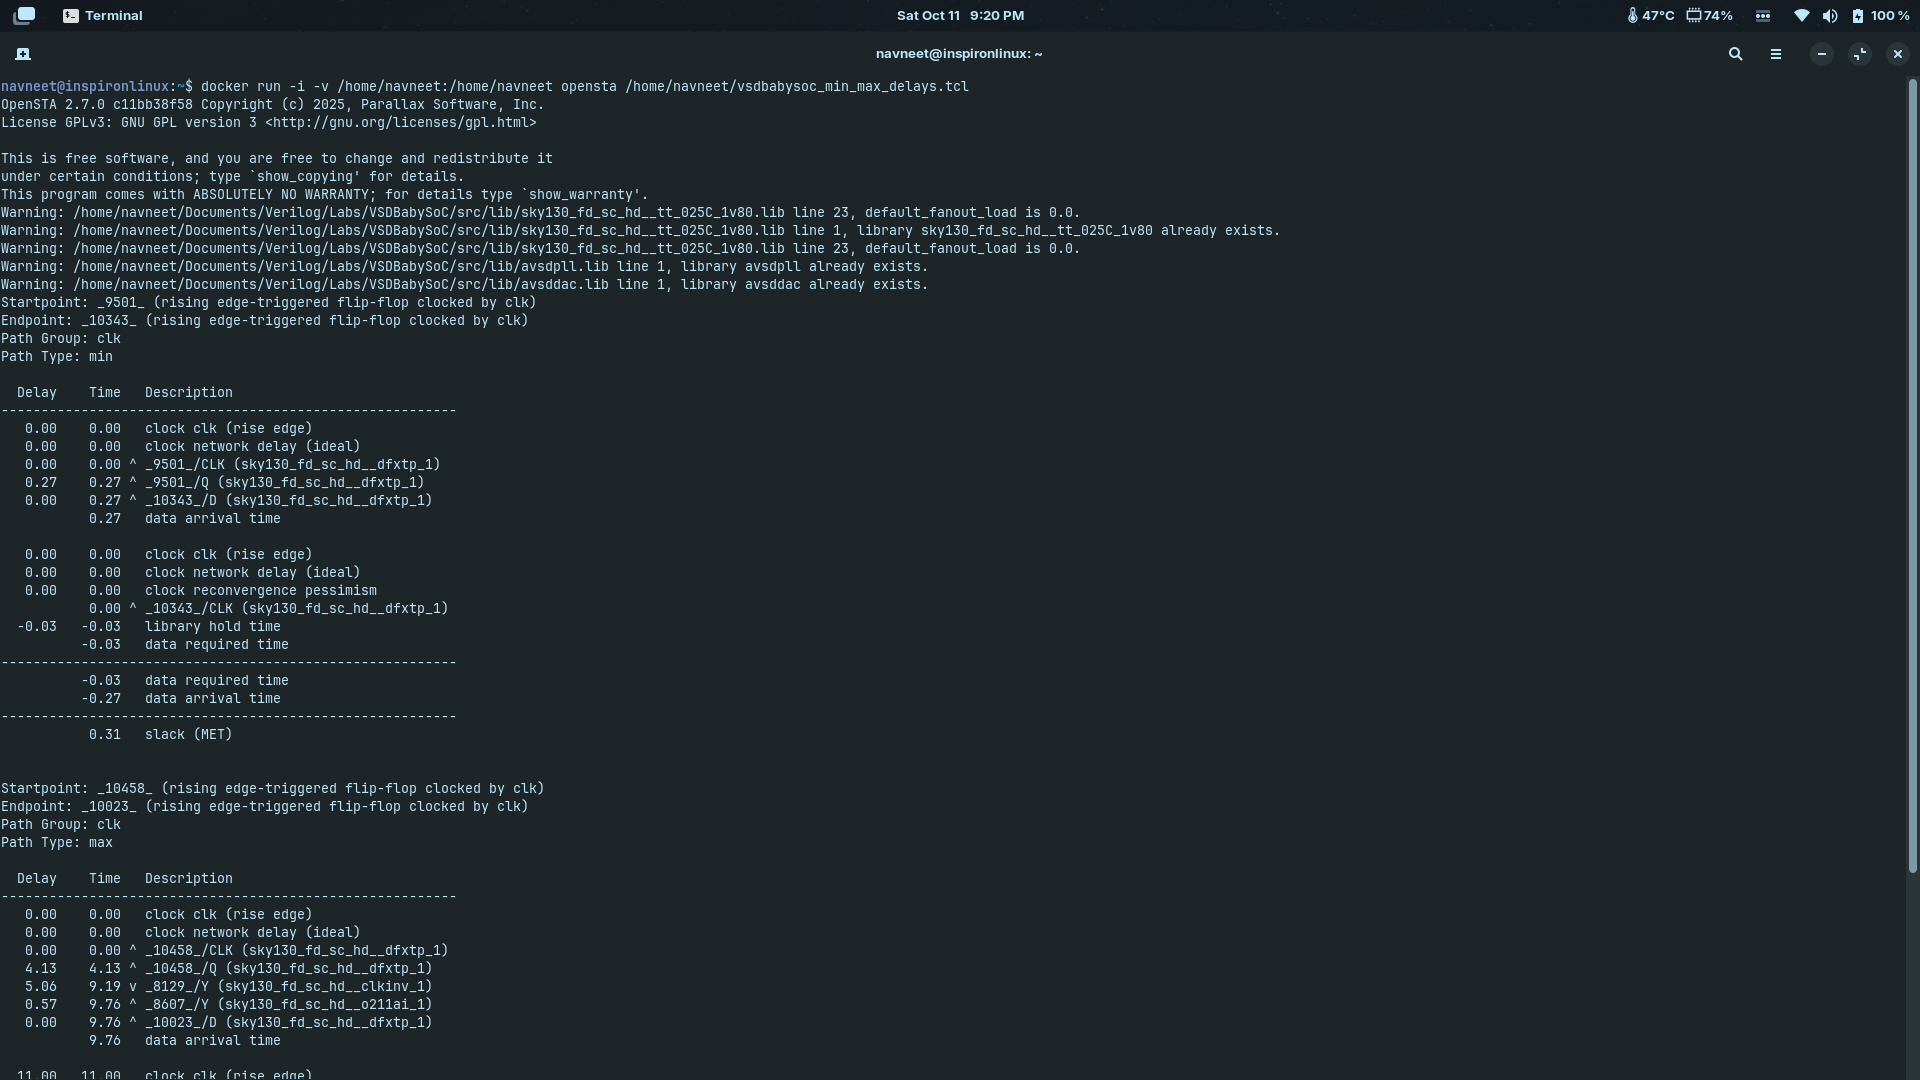 Terminal
Sat Oct 11   9:20 PM
47°C 74% 100 %
navneet@inspironlinux: ~
navneet@inspironlinux:~$ docker run -i -v /home/navneet:/home/navneet opensta /home/navneet/vsdbabysoc_min_max_delays.tcl
OpenSTA 2.7.0 c11bb38f58 Copyright (c) 2025, Parallax Software, Inc.
License GPLv3: GNU GPL version 3 <http://gnu.org/licenses/gpl.html>

This is free software, and you are free to change and redistribute it
under certain conditions; type `show_copying' for details.
This program comes with ABSOLUTELY NO WARRANTY; for details type `show_warranty'.
Warning: /home/navneet/Documents/Verilog/Labs/VSDBabySoC/src/lib/sky130_fd_sc_hd__tt_025C_1v80.lib line 23, default_fanout_load is 0.0.
Warning: /home/navneet/Documents/Verilog/Labs/VSDBabySoC/src/lib/sky130_fd_sc_hd__tt_025C_1v80.lib line 1, library sky130_fd_sc_hd__tt_025C_1v80 already exists.
Warning: /home/navneet/Documents/Verilog/Labs/VSDBabySoC/src/lib/sky130_fd_sc_hd__tt_025C_1v80.lib line 23, default_fanout_load is 0.0.
Warning: /home/navneet/Documents/Verilog/Labs/VSDBabySoC/src/lib/avsdpll.lib line 1, library avsdpll already exists.
Warning: /home/navneet/Documents/Verilog/Labs/VSDBabySoC/src/lib/avsddac.lib line 1, library avsddac already exists.
Startpoint: _9501_ (rising edge-triggered flip-flop clocked by clk)
Endpoint: _10343_ (rising edge-triggered flip-flop clocked by clk)
Path Group: clk
Path Type: min

  Delay    Time   Description
---------------------------------------------------------
   0.00    0.00   clock clk (rise edge)
   0.00    0.00   clock network delay (ideal)
   0.00    0.00 ^ _9501_/CLK (sky130_fd_sc_hd__dfxtp_1)
   0.27    0.27 ^ _9501_/Q (sky130_fd_sc_hd__dfxtp_1)
   0.00    0.27 ^ _10343_/D (sky130_fd_sc_hd__dfxtp_1)
           0.27   data arrival time

   0.00    0.00   clock clk (rise edge)
   0.00    0.00   clock network delay (ideal)
   0.00    0.00   clock reconvergence pessimism
           0.00 ^ _10343_/CLK (sky130_fd_sc_hd__dfxtp_1)
  -0.03   -0.03   library hold time
          -0.03   data required time
---------------------------------------------------------
          -0.03   data required time
          -0.27   data arrival time
---------------------------------------------------------
           0.31   slack (MET)

Startpoint: _10458_ (rising edge-triggered flip-flop clocked by clk)
Endpoint: _10023_ (rising edge-triggered flip-flop clocked by clk)
Path Group: clk
Path Type: max

  Delay    Time   Description
---------------------------------------------------------
   0.00    0.00   clock clk (rise edge)
   0.00    0.00   clock network delay (ideal)
   0.00    0.00 ^ _10458_/CLK (sky130_fd_sc_hd__dfxtp_1)
   4.13    4.13 ^ _10458_/Q (sky130_fd_sc_hd__dfxtp_1)
   5.06    9.19 v _8129_/Y (sky130_fd_sc_hd__clkinv_1)
   0.57    9.76 ^ _8607_/Y (sky130_fd_sc_hd__o211ai_1)
   0.00    9.76 ^ _10023_/D (sky130_fd_sc_hd__dfxtp_1)
           9.76   data arrival time

  11.00   11.00   clock clk (rise edge)